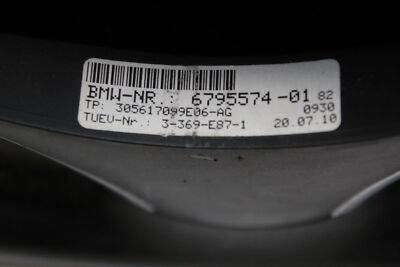 BMW-NR.: 6795574-01 82
TP: 305617099E06-AG 0930
TUEV-Nr.: 3-369-E87-1 20.07.10